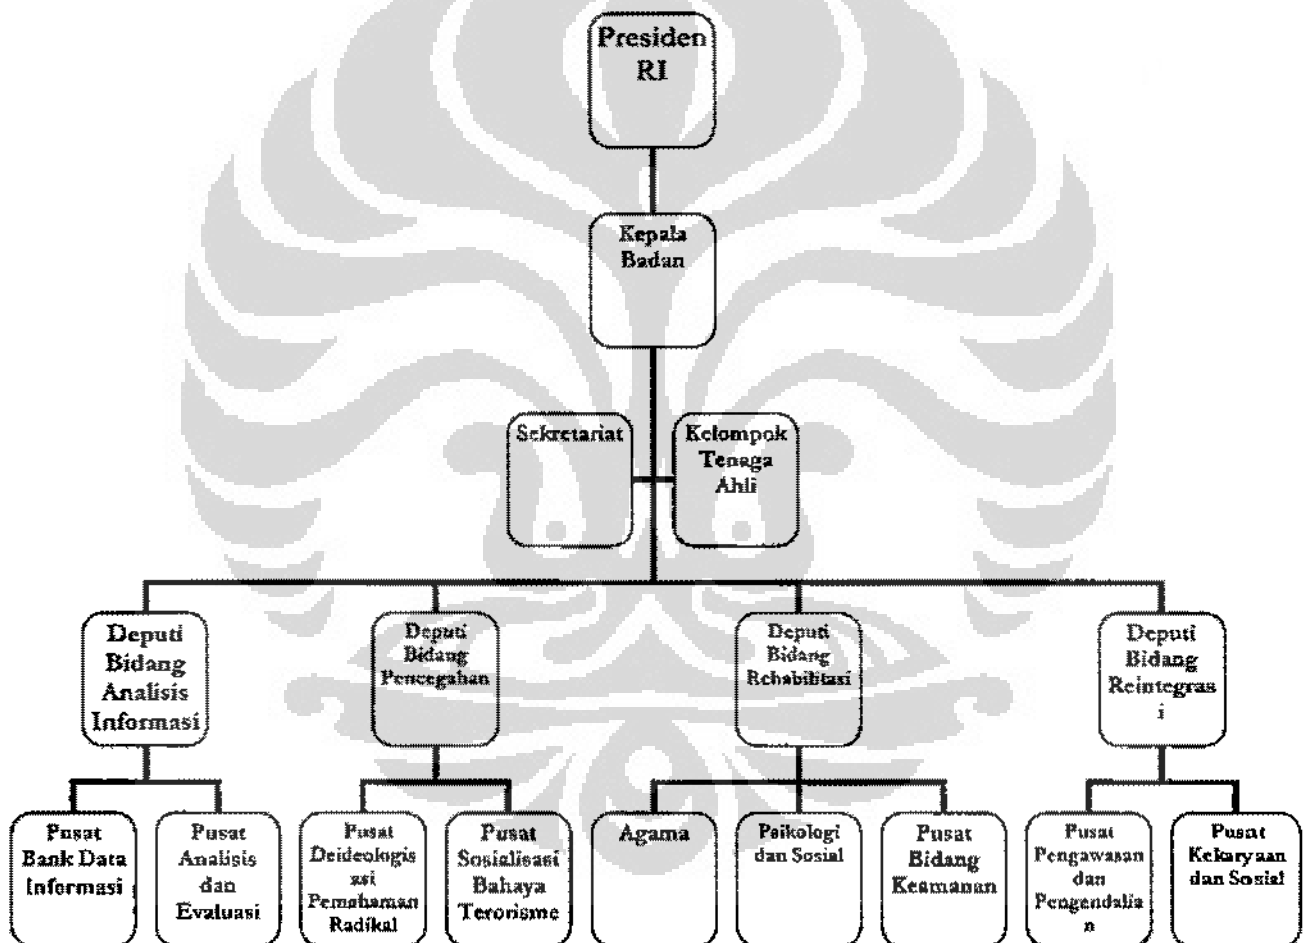 Presiden
RI
Kepala
Badan
Sekretariat
Kelompok
Tenaga
Ahli
Deputi
Bidang
Analisis
Informasi
Deputi
Bidang
Pencegahan
Deputi
Bidang
Rehabilitasi
Deputi
Bidang
Reintegras
i
Pusat
Bank Data
Informasi
Pusat
Analisis
dan
Evaluasi
Pusat
Deideologis
asi
Pemahaman
Radikal
Pusat
Sosialisasi
Bahaya
Terorisme
Agama
Psikologi
dan Sosial
Pusat
Bidang
Keamanan
Pusat
Pengawasan
dan
Pengendalia
n
Pusat
Kekaryaan
dan Sosial